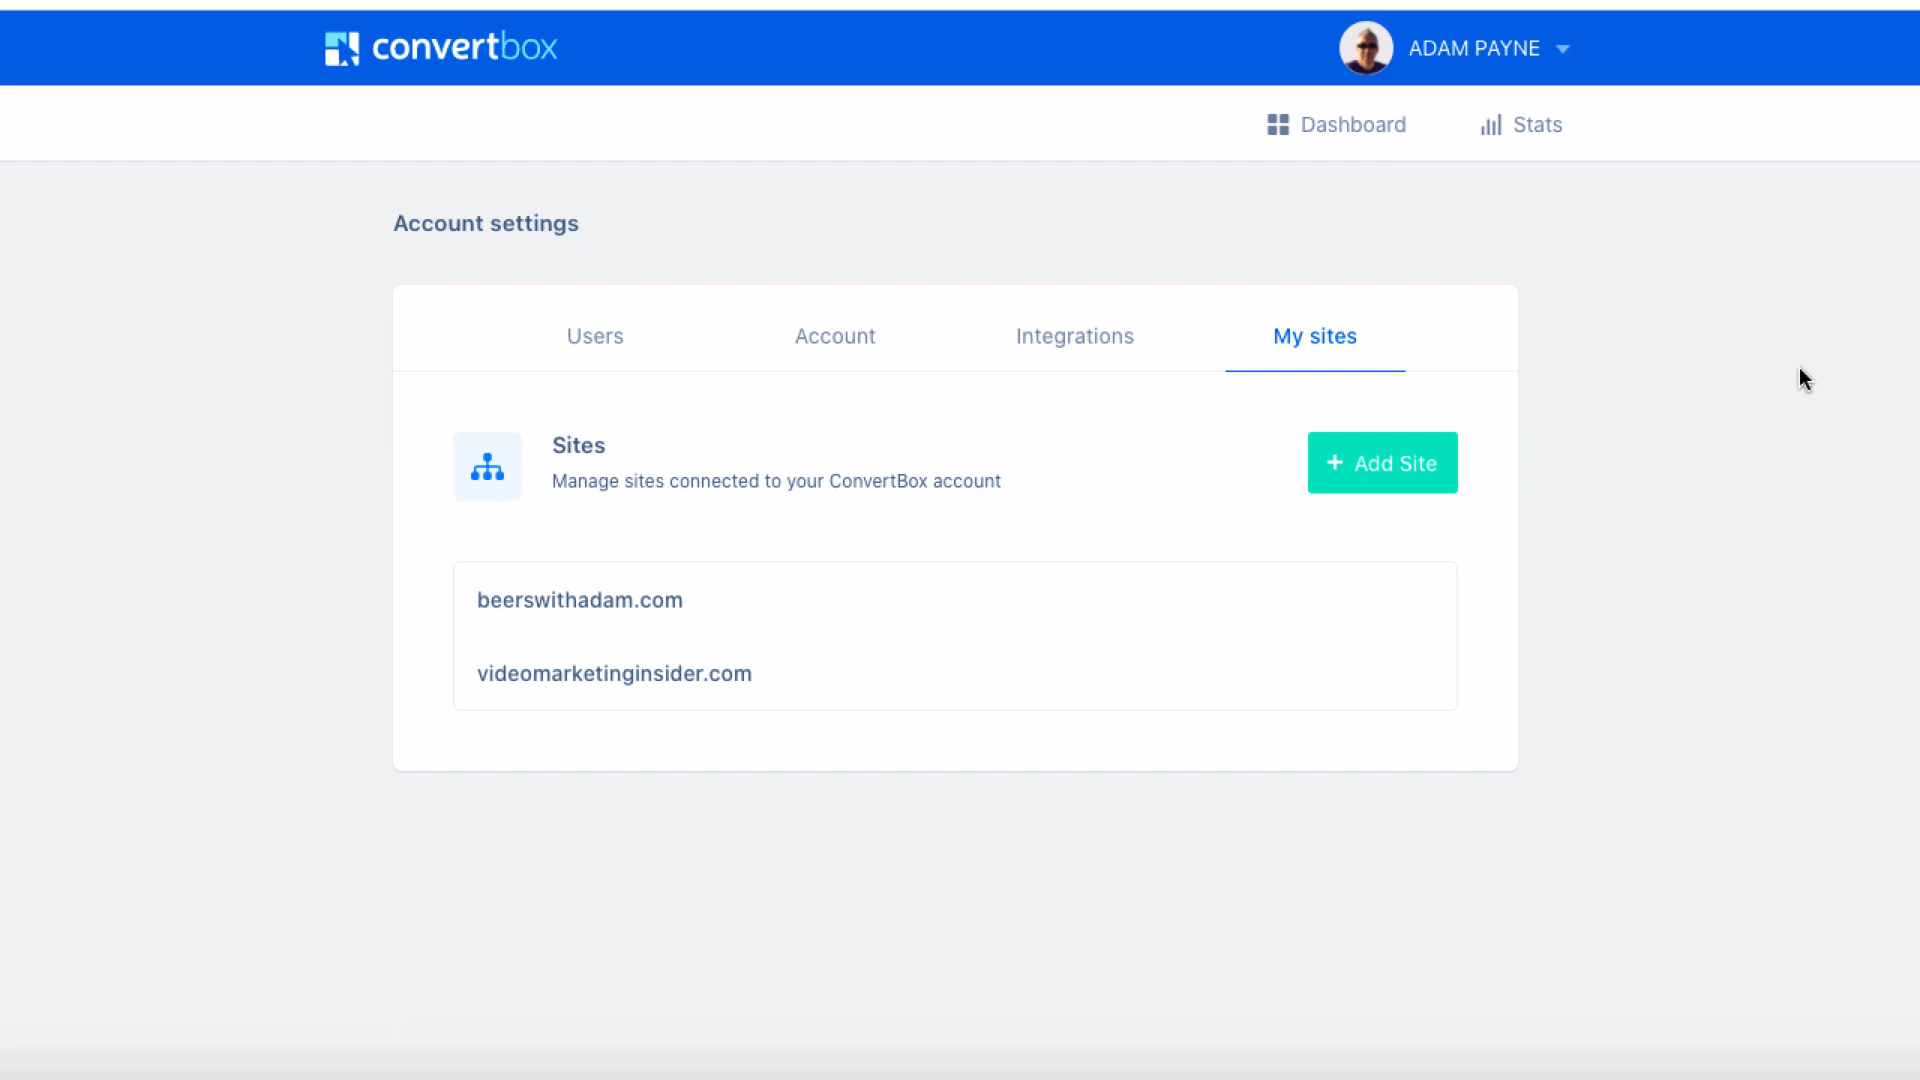 convertbox
ADAM PAYNE
Dashboard
Stats
Account settings
Users
Account
Integrations
My sites
Sites
Manage sites connected to your ConvertBox account
+ Add Site
beerswithadam.com
videomarketinginsider.com